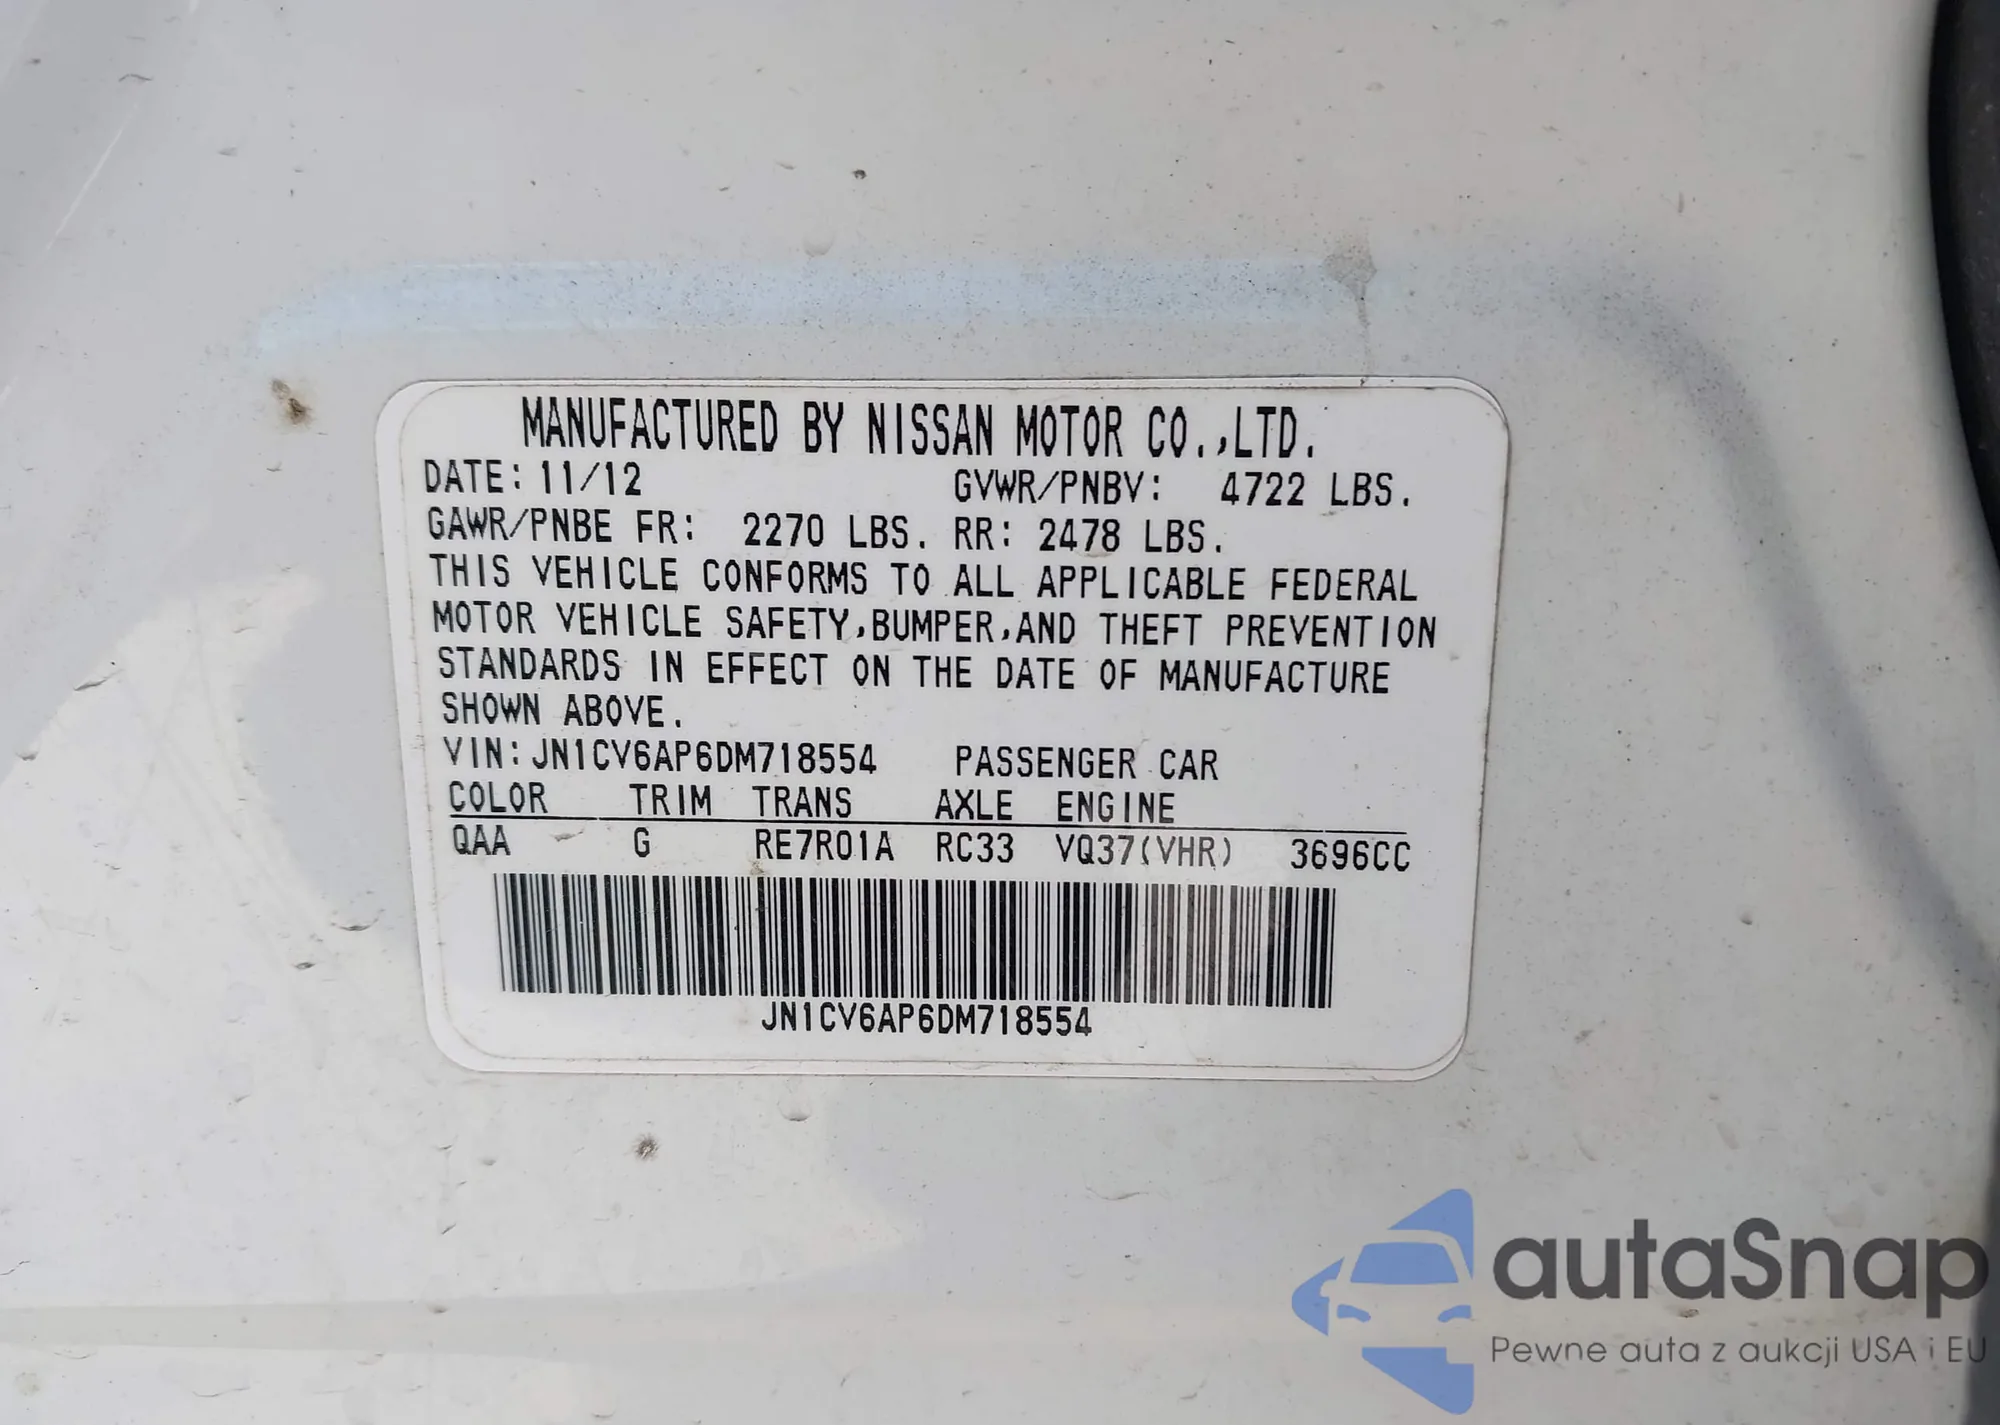 MANUFACTURED BY NISSAN MOTOR CO.,LTD.
DATE: 11/12 GVWR/PNBV: 4722 LBS.
GAWR/PNBE FR: 2270 LBS. RR: 2478 LBS.
THIS VEHICLE CONFORMS TO ALL APPLICABLE FEDERAL
MOTOR VEHICLE SAFETY,BUMPER,AND THEFT PREVENTION
STANDARDS IN EFFECT ON THE DATE OF MANUFACTURE
SHOWN ABOVE.
VIN:JN1CV6AP6DM718554 PASSENGER CAR
COLOR TRIM TRANS AXLE ENGINE
QAA G RE7R01A RC33 VQ37(VHR) 3696CC
JN1CV6AP6DM718554
autaSnap
Pewne auta z aukcji USA i EU